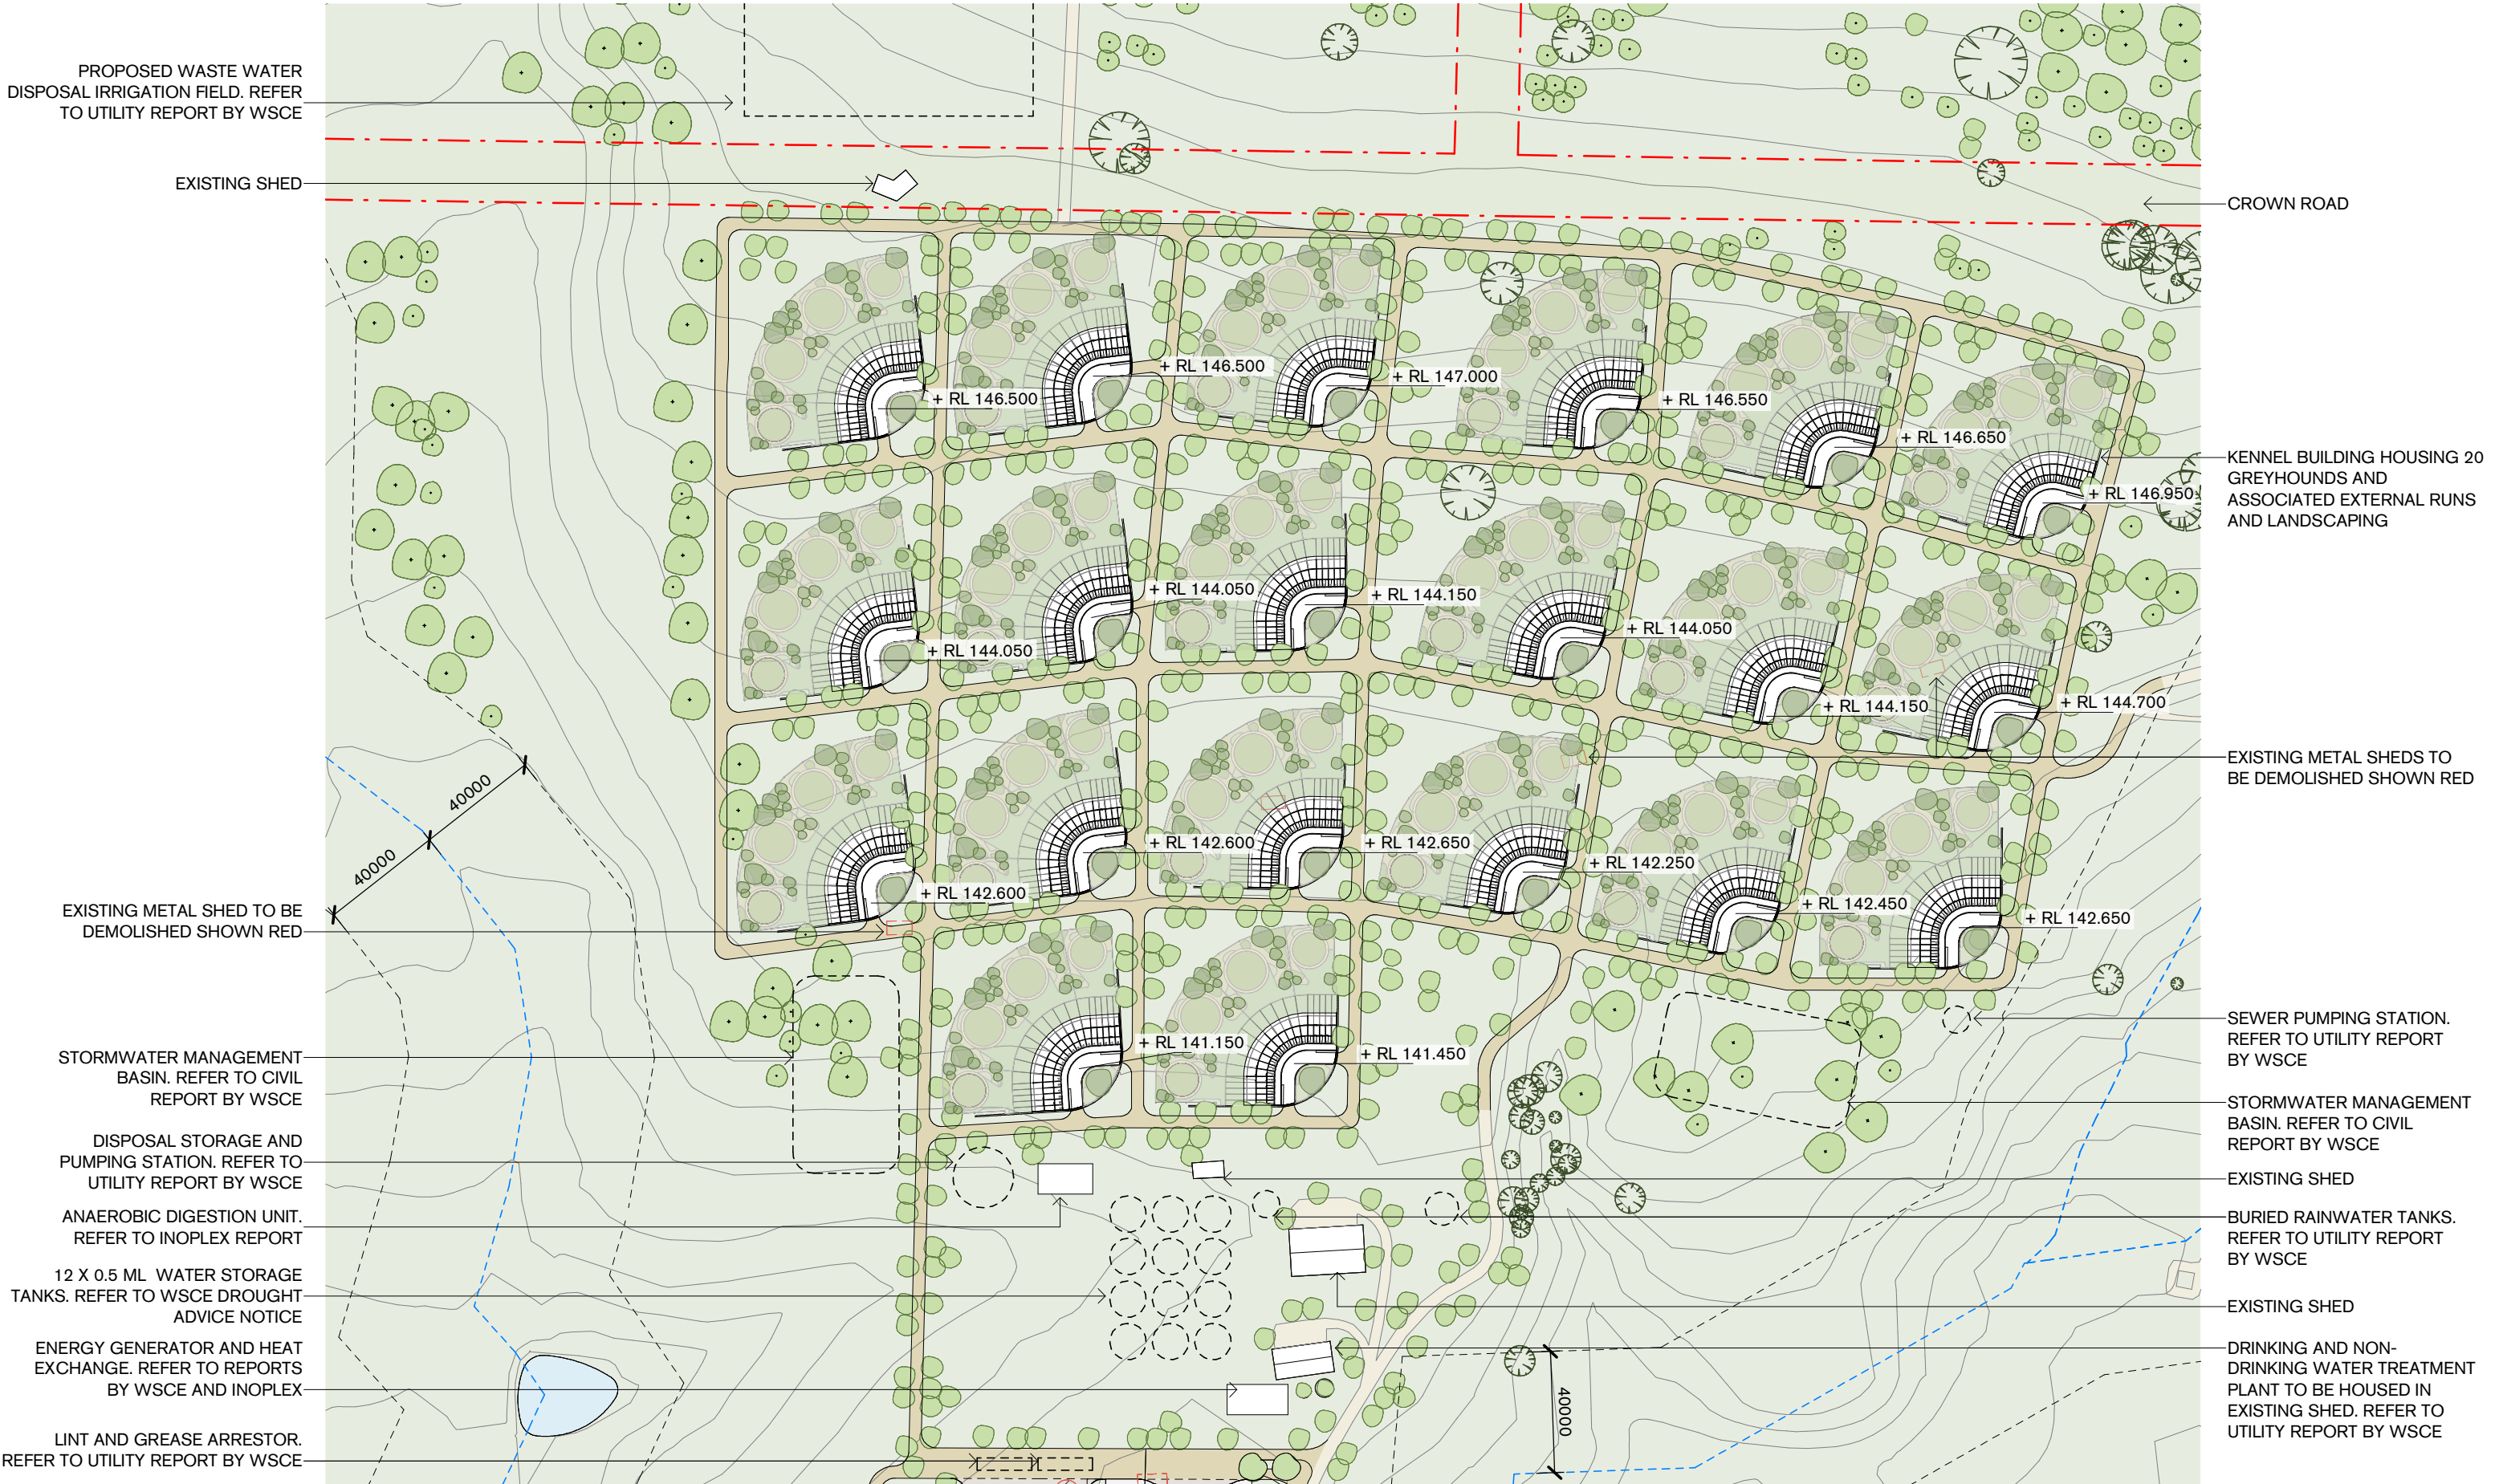 PROPOSED WASTE WATER
DISPOSAL IRRIGATION FIELD. REFER
TO UTILITY REPORT BY WSCE
EXISTING SHED
CROWN ROAD
+ RL 146.500
+ RL 146.500
+ RL 147.000
+ RL 146.550
+ RL 146.650
+ RL 146.950
KENNEL BUILDING HOUSING 20
GREYHOUNDS AND
ASSOCIATED EXTERNAL RUNS
AND LANDSCAPING
+ RL 144.050
+ RL 144.050
+ RL 144.150
+ RL 144.050
+ RL 144.150
+ RL 144.700
EXISTING METAL SHEDS TO
BE DEMOLISHED SHOWN RED
40000
40000
+ RL 142.600
+ RL 142.600
+ RL 142.650
+ RL 142.250
+ RL 142.450
+ RL 142.650
EXISTING METAL SHED TO BE
DEMOLISHED SHOWN RED
+ RL 141.150
+ RL 141.450
STORMWATER MANAGEMENT
BASIN. REFER TO CIVIL
REPORT BY WSCE
DISPOSAL STORAGE AND
PUMPING STATION. REFER TO
UTILITY REPORT BY WSCE
ANAEROBIC DIGESTION UNIT.
REFER TO INOPLEX REPORT
12 X 0.5 ML WATER STORAGE
TANKS. REFER TO WSCE DROUGHT
ADVICE NOTICE
ENERGY GENERATOR AND HEAT
EXCHANGE. REFER TO REPORTS
BY WSCE AND INOPLEX
LINT AND GREASE ARRESTOR.
REFER TO UTILITY REPORT BY WSCE
SEWER PUMPING STATION.
REFER TO UTILITY REPORT
BY WSCE
STORMWATER MANAGEMENT
BASIN. REFER TO CIVIL
REPORT BY WSCE
EXISTING SHED
BURIED RAINWATER TANKS.
REFER TO UTILITY REPORT
BY WSCE
EXISTING SHED
DRINKING AND NON-
DRINKING WATER TREATMENT
PLANT TO BE HOUSED IN
EXISTING SHED. REFER TO
UTILITY REPORT BY WSCE
40000